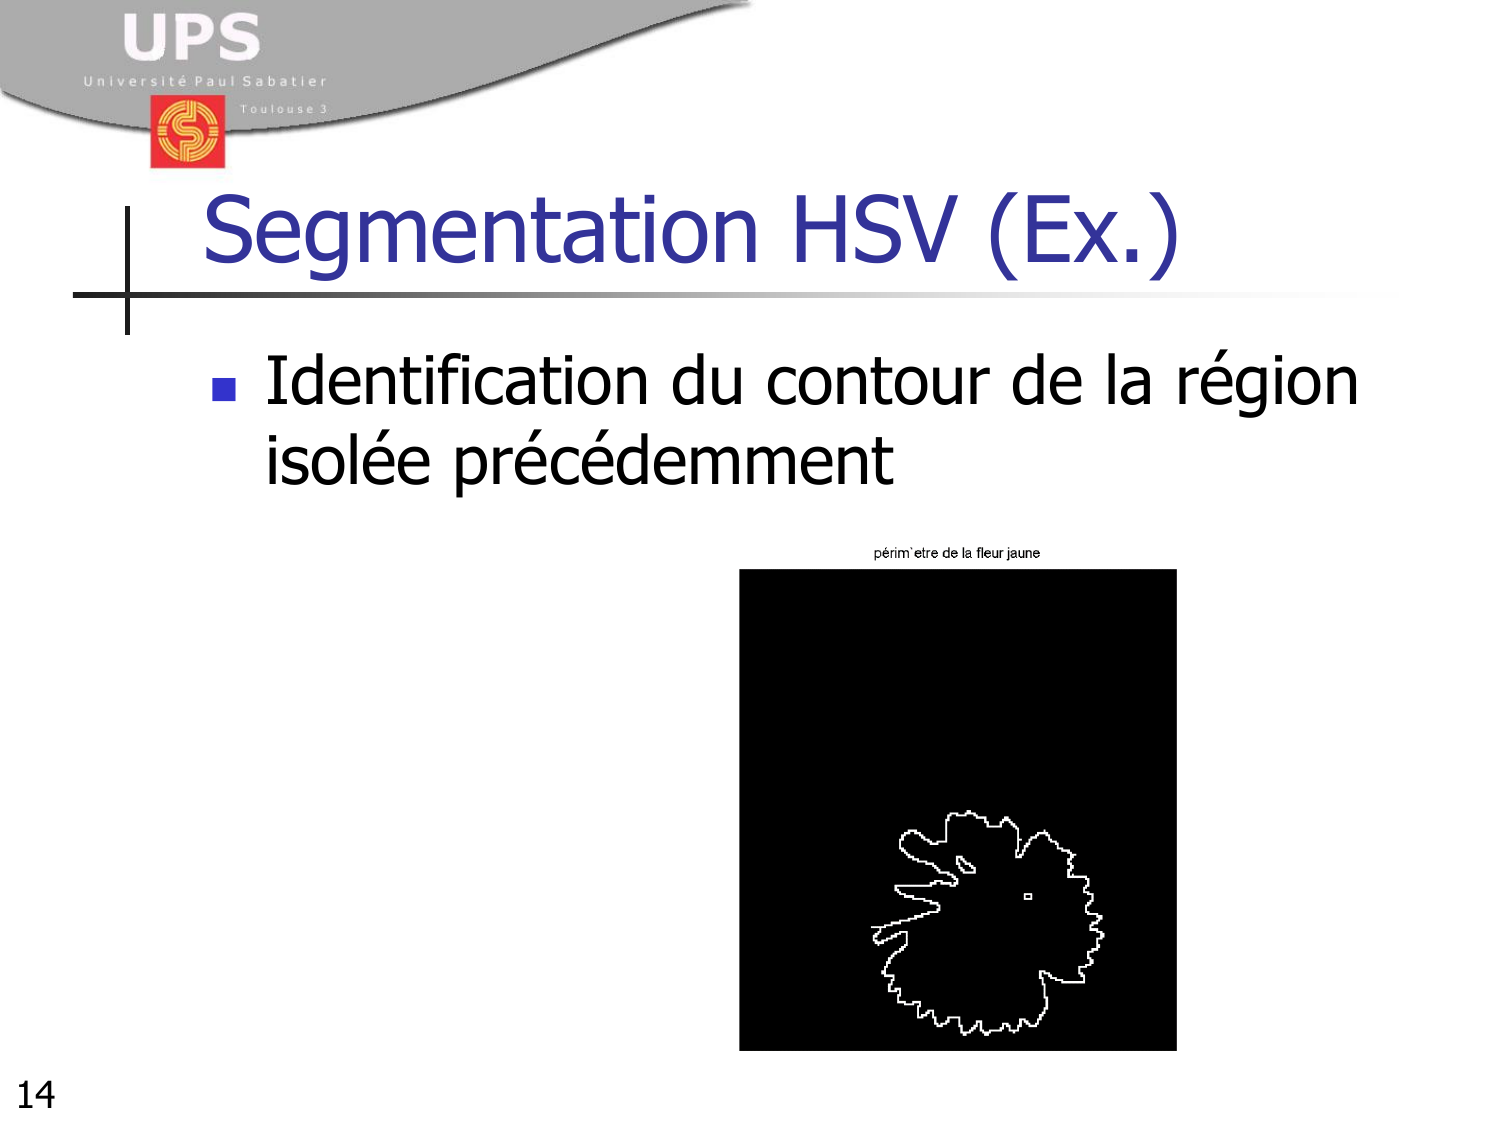 UPS
Université Paul Sabatier
Toulouse 3
Segmentation HSV (Ex.)
Identification du contour de la région
isolée précédemment
périm`etre de la fleur jaune
14